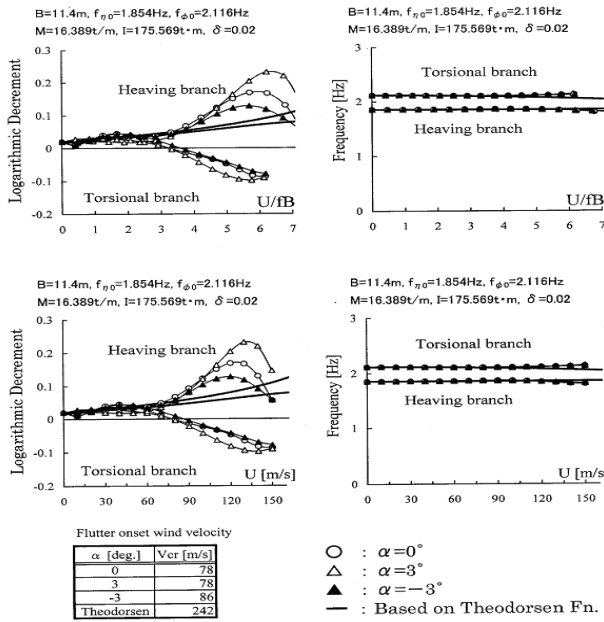 B=11.4m, fη0=1.854Hz, fφ0=2.116Hz
M=16.389t/m, I=175.569t・m, δ=0.02
Logarithmic Decrement
0.3
0.2
0.1
0
-0.1
-0.2
Heaving branch
Torsional branch
U/fB
0 1 2 3 4 5 6 7
B=11.4m, fη0=1.854Hz, fφ0=2.116Hz
M=16.389t/m, I=175.569t・m, δ=0.02
Frequency [Hz]
3
2
1
0
Torsional branch
Heaving branch
U/fB
0 1 2 3 4 5 6 7
B=11.4m, fη0=1.854Hz, fφ0=2.116Hz
M=16.389t/m, I=175.569t・m, δ=0.02
Logarithmic Decrement
0.3
0.2
0.1
0
-0.1
-0.2
Heaving branch
Torsional branch
U [m/s]
0 30 60 90 120 150
B=11.4m, fη0=1.854Hz, fφ0=2.116Hz
M=16.389t/m, I=175.569t・m, δ=0.02
Frequency [Hz]
3
2
1
0
Torsional branch
Heaving branch
U [m/s]
0 30 60 90 120 150
Flutter onset wind velocity
α [deg.] Vcr [m/s]
0 78
3 78
-3 86
Theodorsen 242
: α=0°
: α=3°
: α=−3°
: Based on Theodorsen Fn.